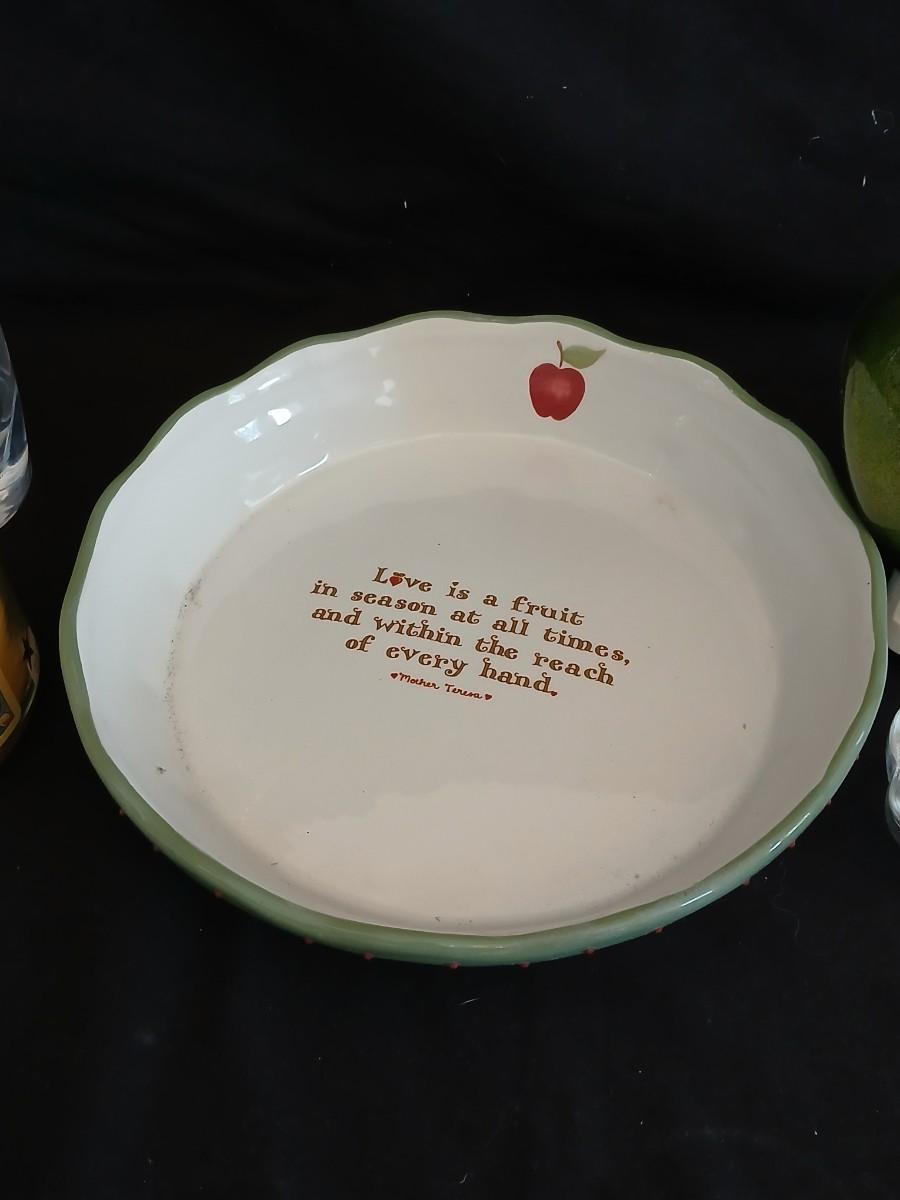 Love is a fruit
in season at all times,
and within the reach
of every hand.
Mother Teresa